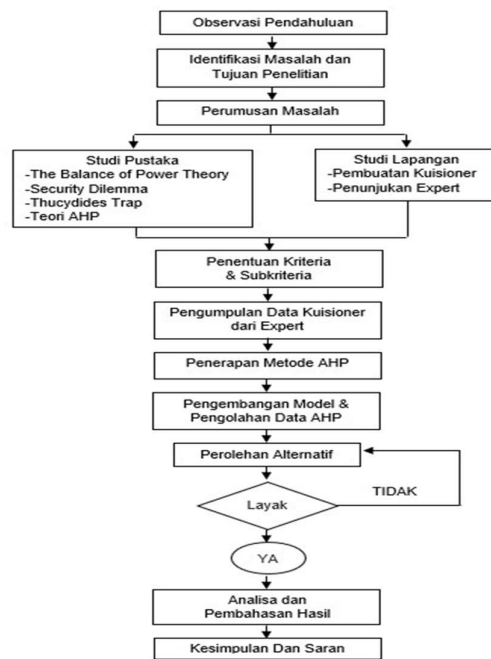 Observasi Pendahuluan
Identifikasi Masalah dan
Tujuan Penelitian
Perumusan Masalah
Studi Pustaka
-The Balance of Power Theory
-Security Dilemma
-Thucydides Trap
-Teori AHP
Studi Lapangan
-Pembuatan Kuisioner
-Penunjukan Expert
Penentuan Kriteria
& Subkriteria
Pengumpulan Data Kuisioner
dari Expert
Penerapan Metode AHP
Pengembangan Model &
Pengolahan Data AHP
Perolehan Alternatif
Layak
TIDAK
YA
Analisa dan
Pembahasan Hasil
Kesimpulan Dan Saran